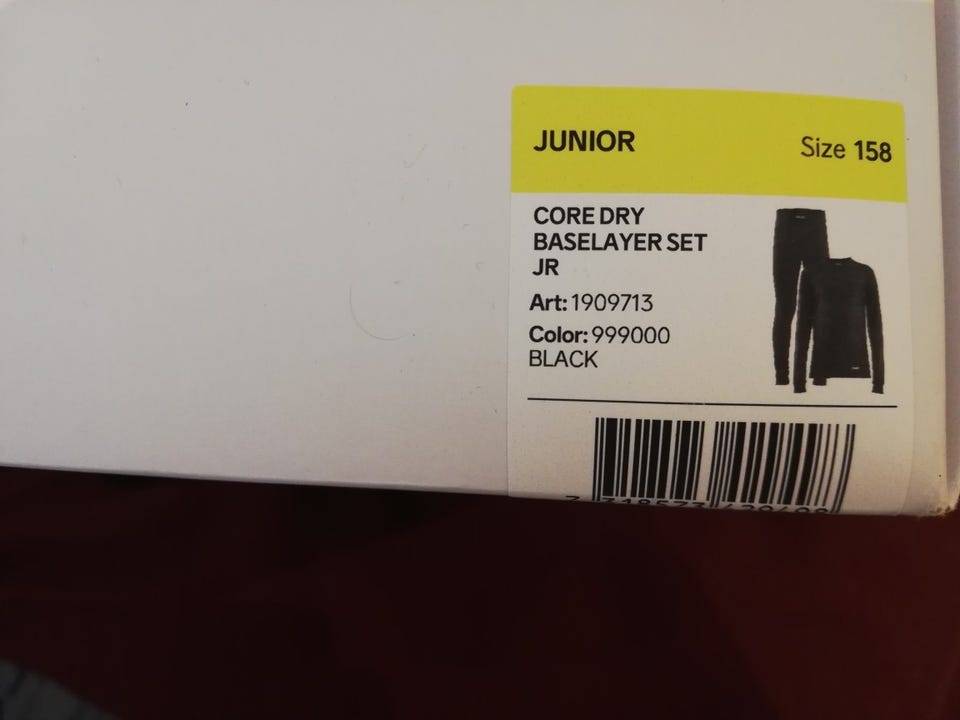 JUNIOR
Size 158
CORE DRY
BASELAYER SET
JR
Art: 1909713
Color: 999000
BLACK